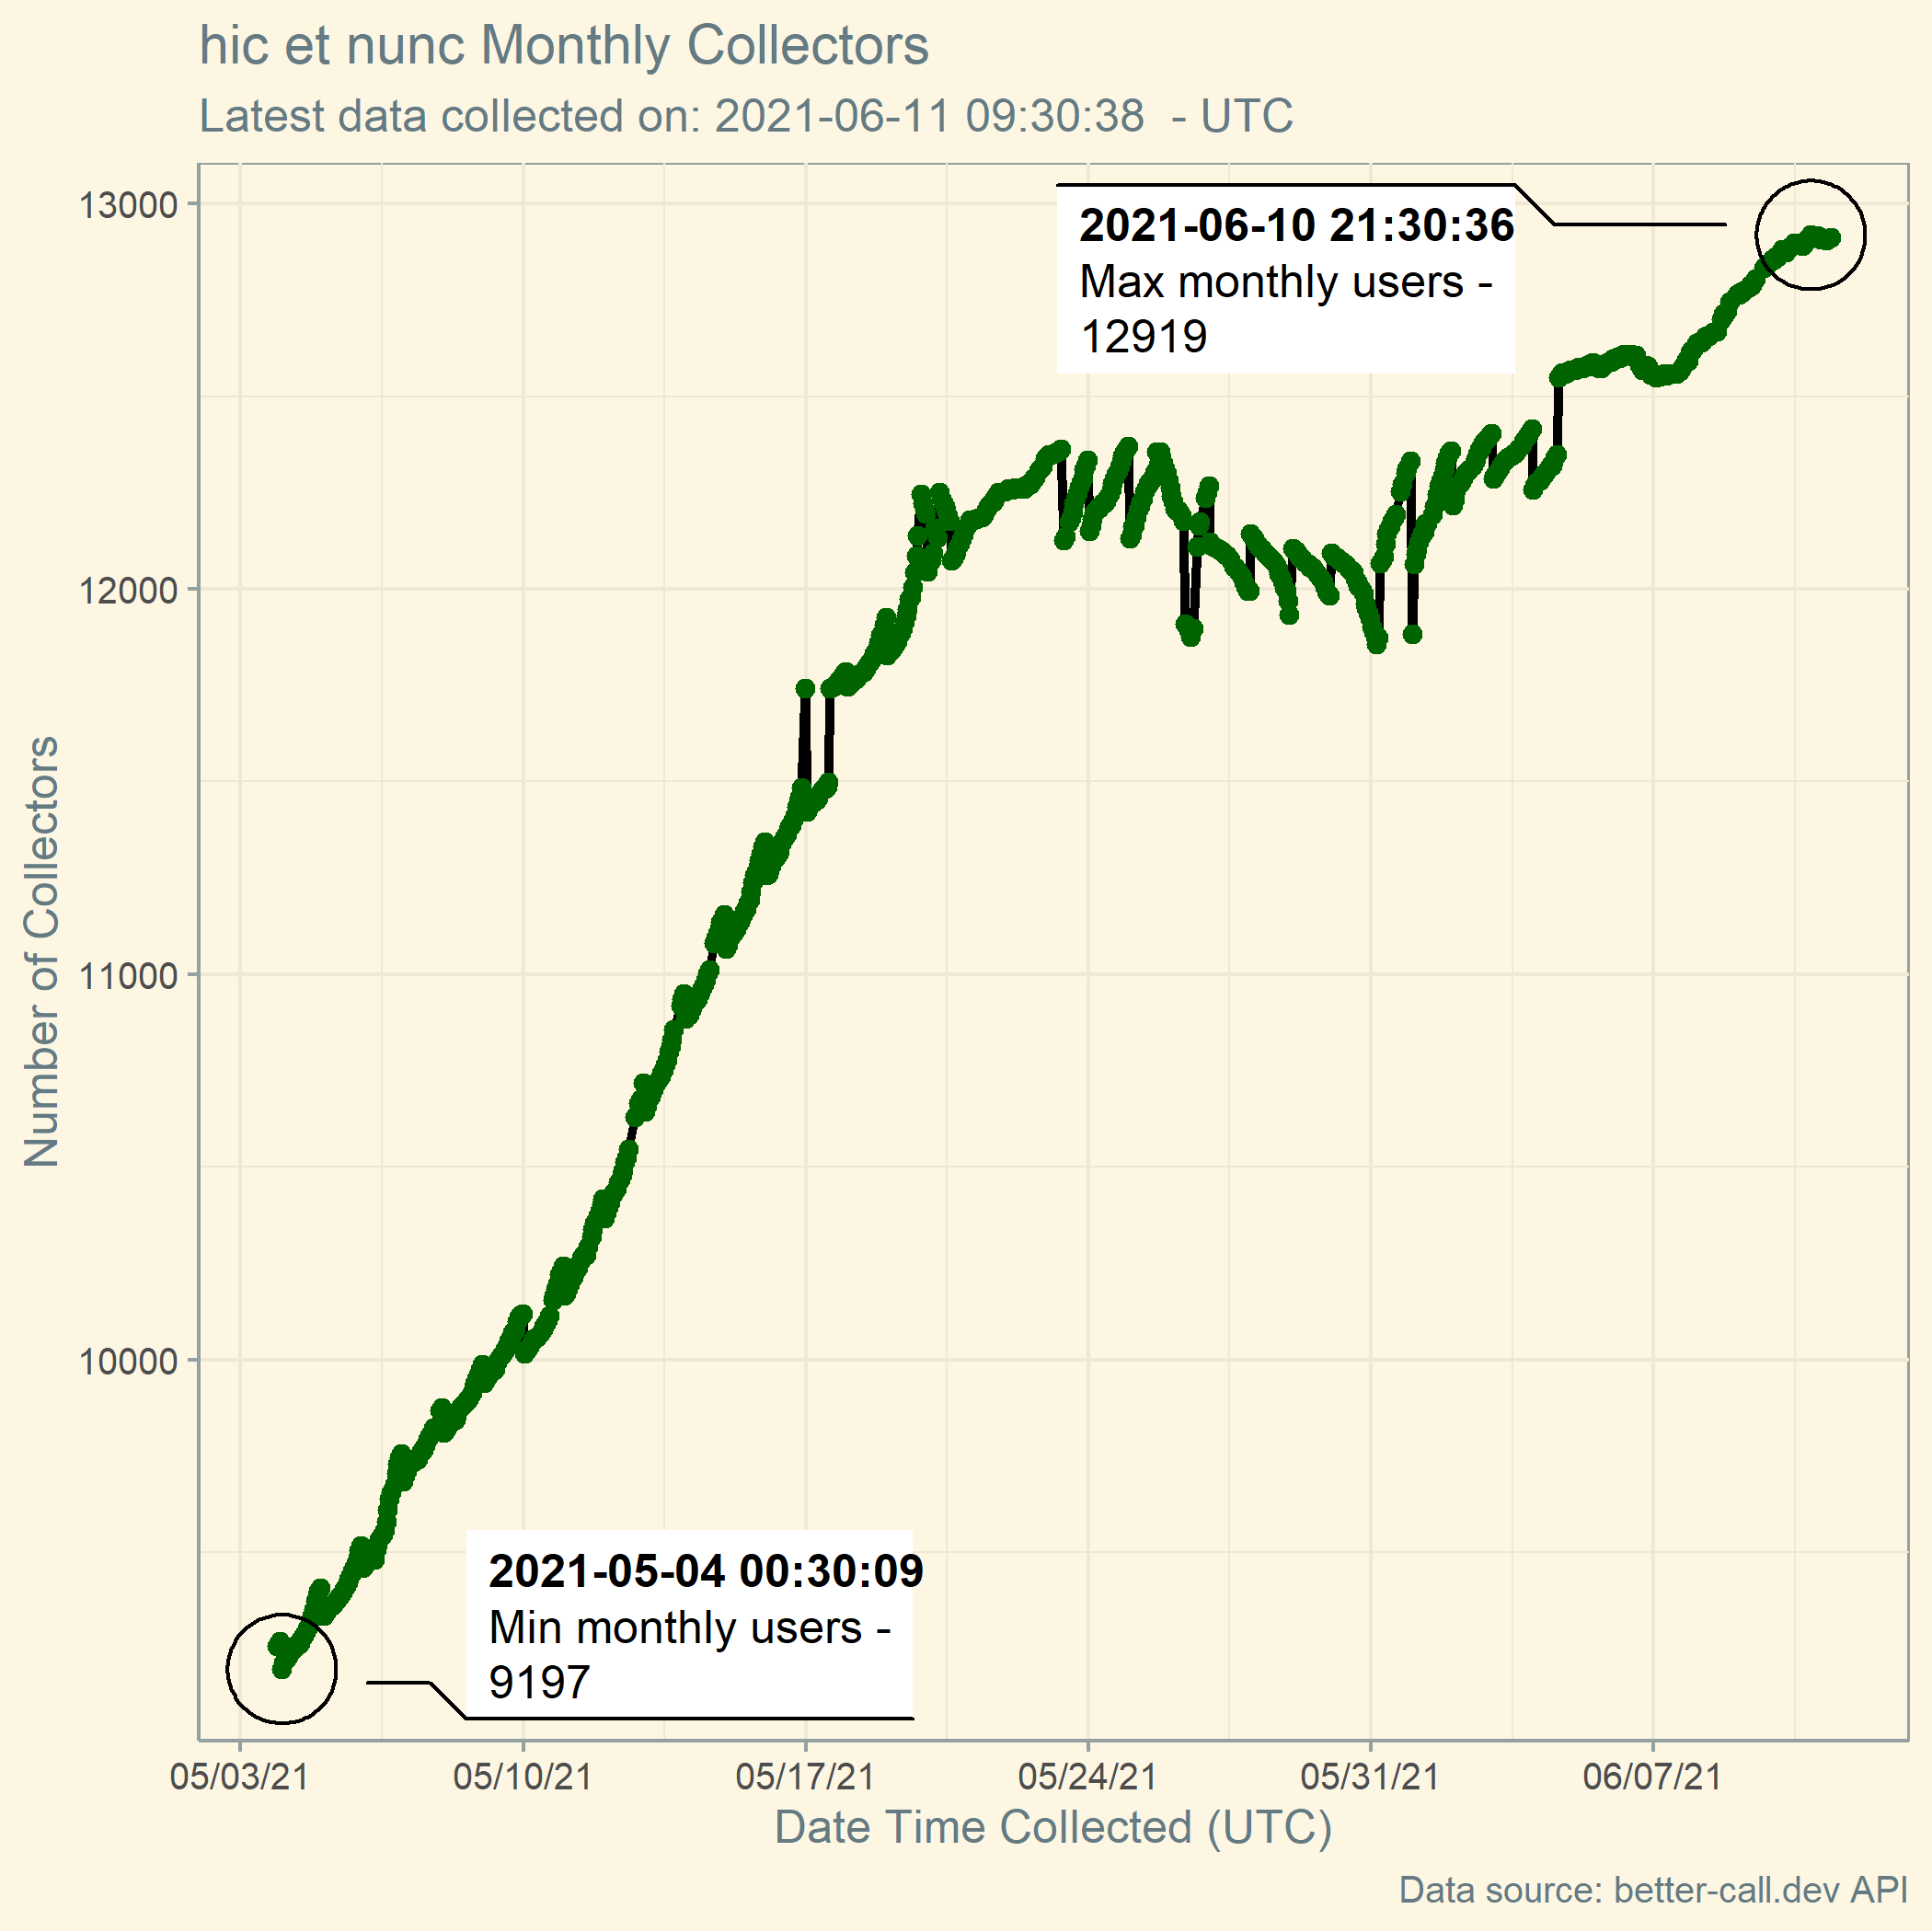 hic et nunc Monthly Collectors
Latest data collected on: 2021-06-11 09:30:38  - UTC
13000
12000
11000
10000
Number of Collectors
2021-06-10 21:30:36
Max monthly users -
12919
2021-05-04 00:30:09
Min monthly users -
9197
05/03/21
05/10/21
05/17/21
05/24/21
05/31/21
06/07/21
Date Time Collected (UTC)
Data source: better-call.dev API